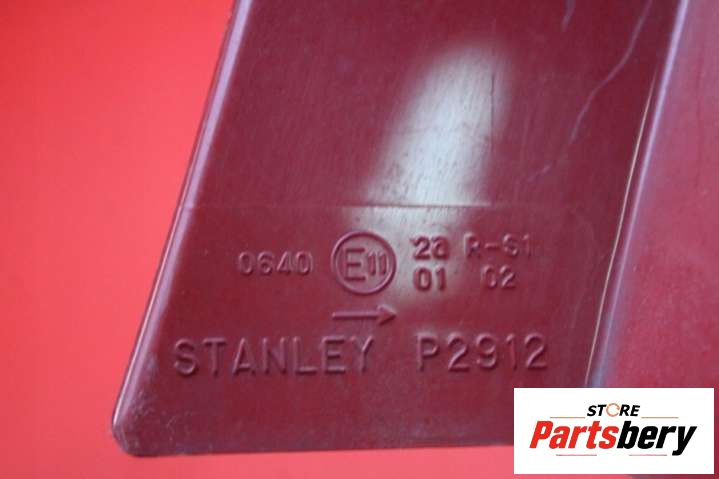 0640 E11 2a R-S1
01 02
→
STANLEY P2912
STORE
Partsbery